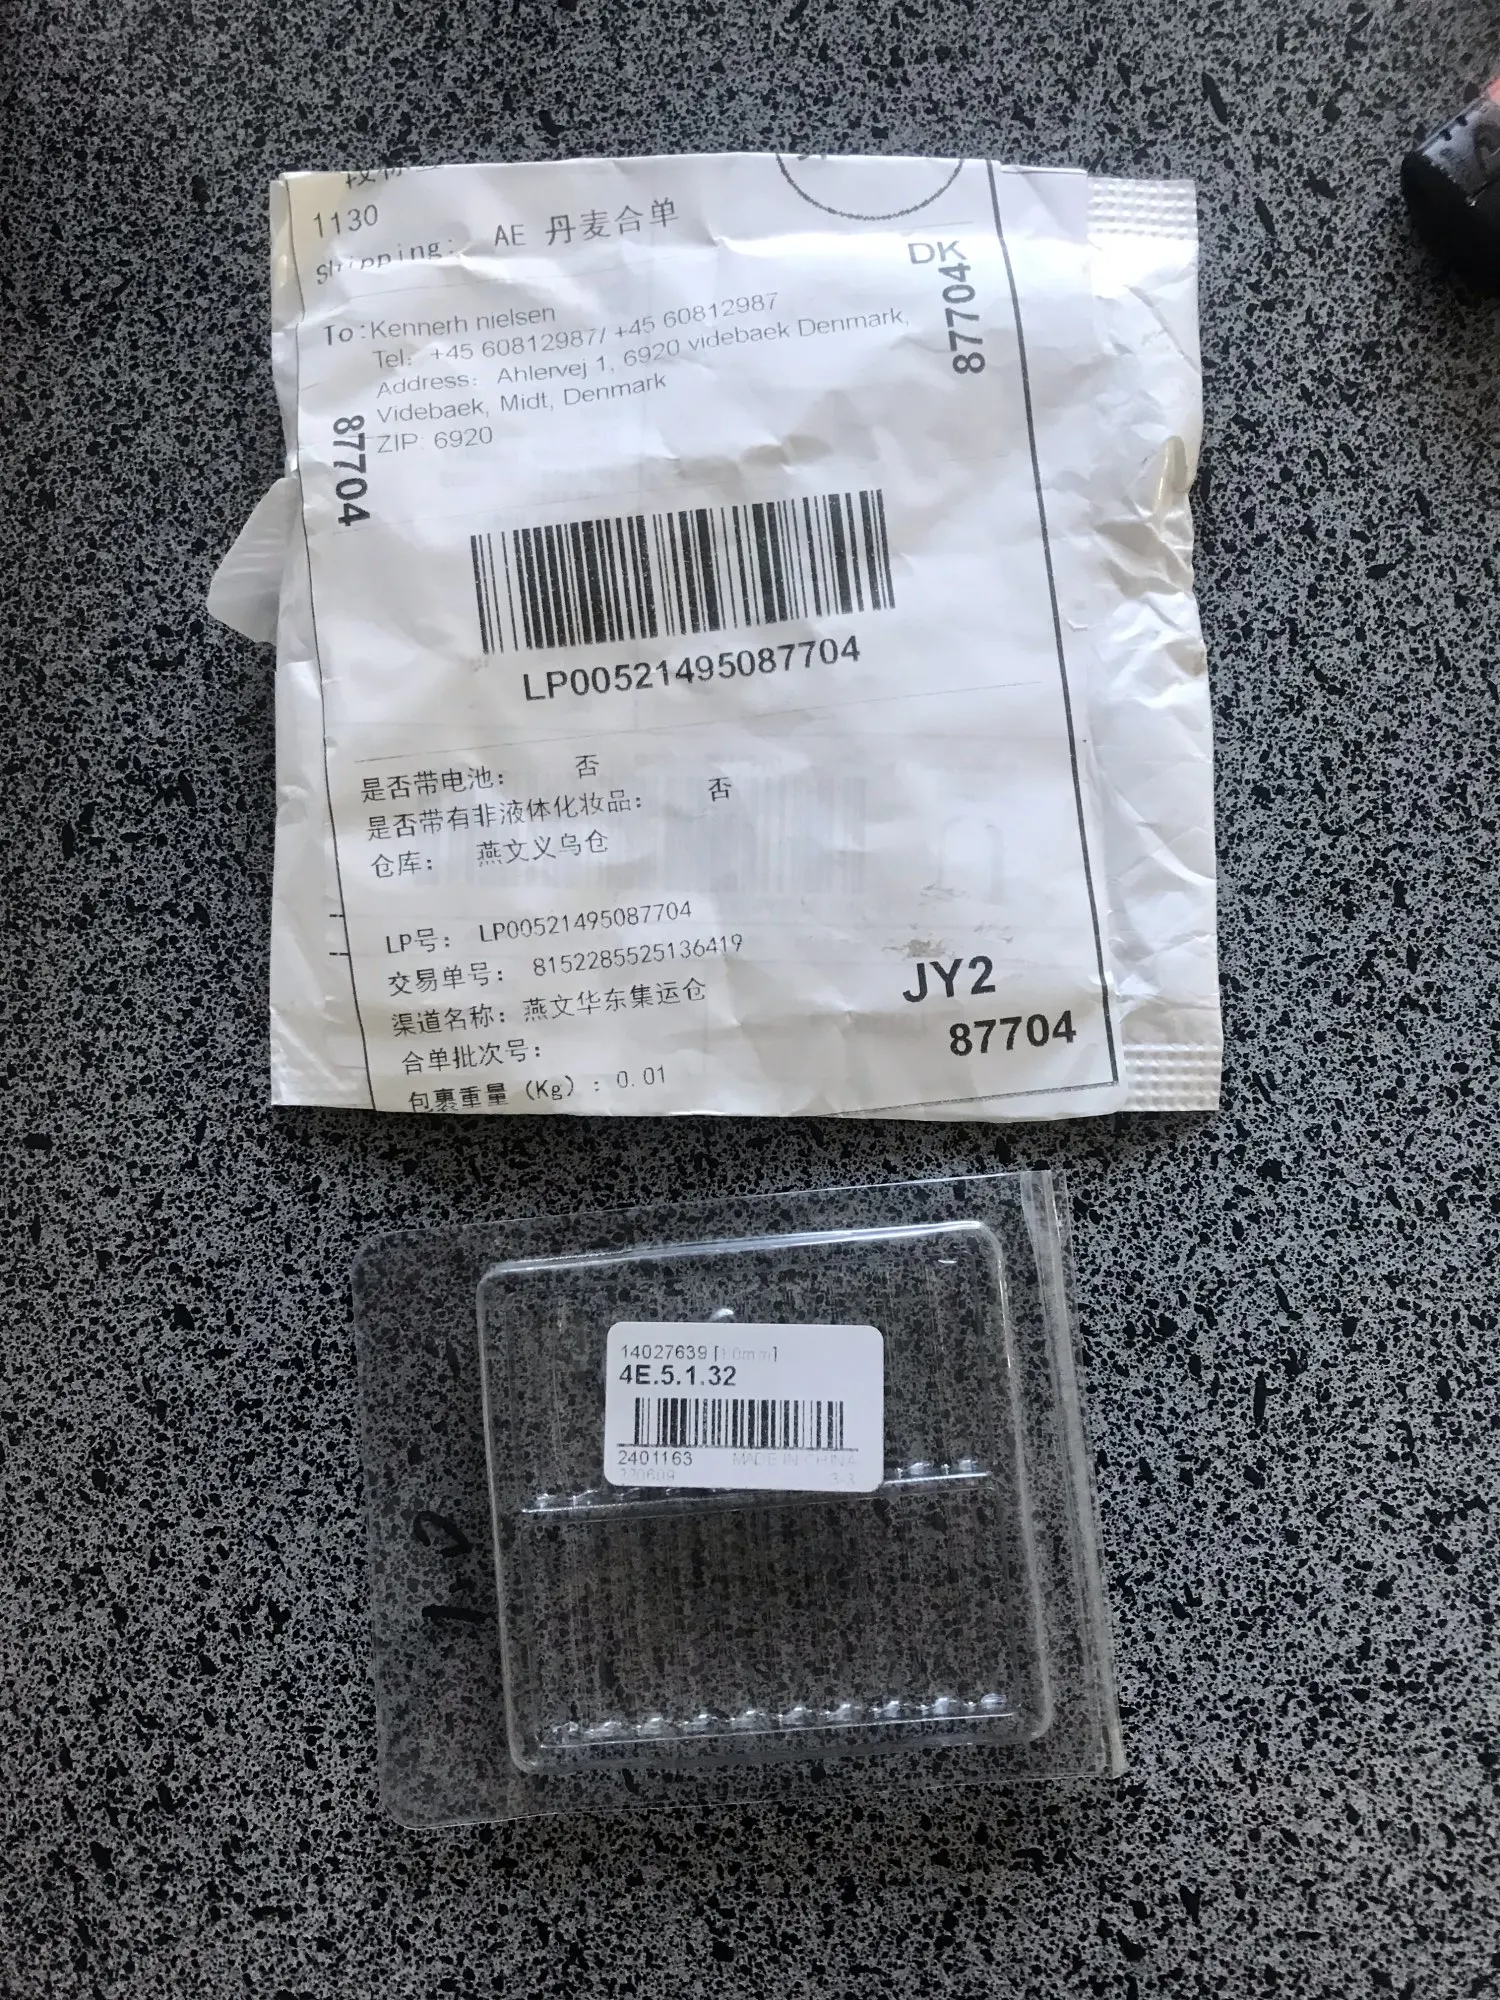 1130
Shipping: AE 丹麦合单
DK
87704
To: Kennerh nielsen
Tel: +45 60812987/ +45 60812987
Address: Ahlervej 1, 6920 videbaek Denmark,
Videbaek, Midt, Denmark
ZIP: 6920
87704
LP00521495087704
是否带电池: 否
是否带有非液体化妆品: 否
仓库: 燕文义乌仓
LP号: LP00521495087704
交易单号: 8152285525136419
渠道名称: 燕文华东集运仓
合单批次号:
包裹重量 (Kg) : 0.01
JY2
87704
14027639 [10mm]
4E.5.1.32
2401163 MADE IN CHINA
220609 3-3